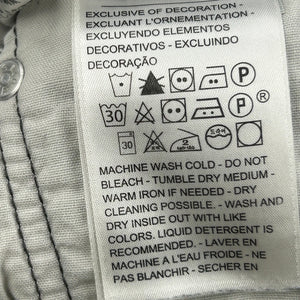 EXCLUSIVE OF DECORATION -
EXCLUANT L'ORNEMENTATION -
EXCLUYENDO ELEMENTOS
DECORATIVOS - EXCLUINDO
DECORAÇÃO
P
30 P ®
30
MACHINE WASH COLD - DO NOT
BLEACH - TUMBLE DRY MEDIUM -
WARM IRON IF NEEDED - DRY
CLEANING POSSIBLE. - WASH AND
DRY INSIDE OUT WITH LIKE
COLORS. LIQUID DETERGENT IS
RECOMMENDED. - LAVER EN
MACHINE A L'EAU FROIDE - NE
PAS BLANCHIR - SECHER EN